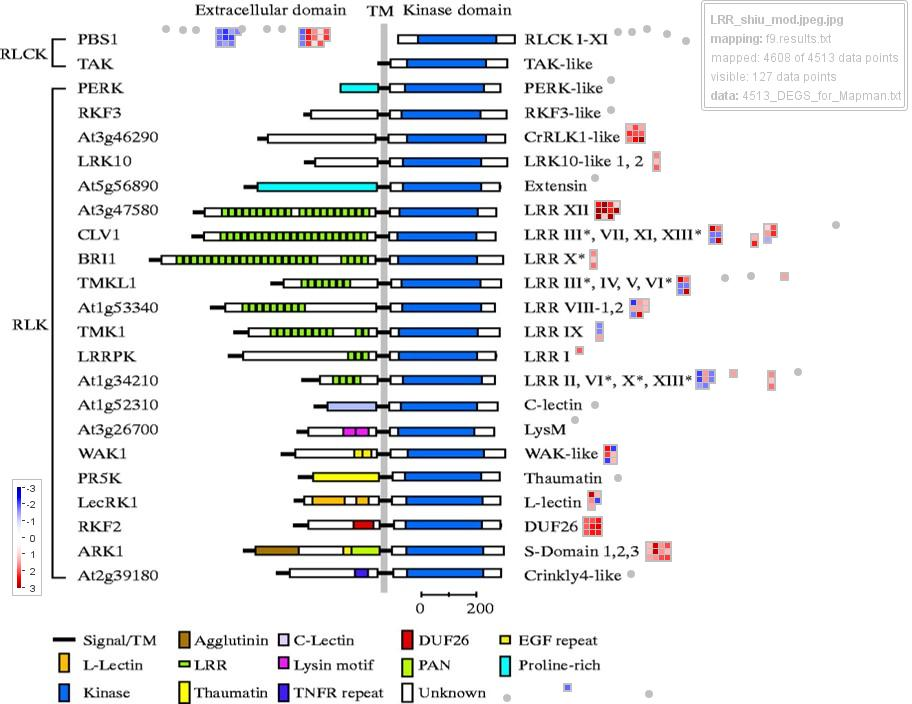 Extracellular domain TM Kinase domain
LRR_shiu_mod.jpeg.jpg
mapping: f9.results.txt
mapped: 4608 of 4513 data points
visible: 127 data points
data: 4513_DEGS_for_Mapman.txt
RLCK
PBS1 RLCK I-XI
TAK TAK-like
RLK
PERK PERK-like
RKF3 RKF3-like
At3g46290 CrRLK1-like
LRK10 LRK10-like 1, 2
At5g56890 Extensin
At3g47580 LRR XII
CLV1 LRR III*, VII, XI, XIII*
BRI1 LRR X*
TMKL1 LRR III*, IV, V, VI*
At1g53340 LRR VIII-1,2
TMK1 LRR IX
LRRPK LRR I
At1g34210 LRR II, VI*, X*, XIII*
At1g52310 C-lectin
At3g26700 LysM
WAK1 WAK-like
PR5K Thaumatin
LecRK1 L-lectin
RKF2 DUF26
ARK1 S-Domain 1,2,3
At2g39180 Crinkly4-like
-3
-2
-1
0
1
2
3
0 200
Signal/TM Agglutinin C-Lectin DUF26 EGF repeat
L-Lectin LRR Lysin motif PAN Proline-rich
Kinase Thaumatin TNFR repeat Unknown